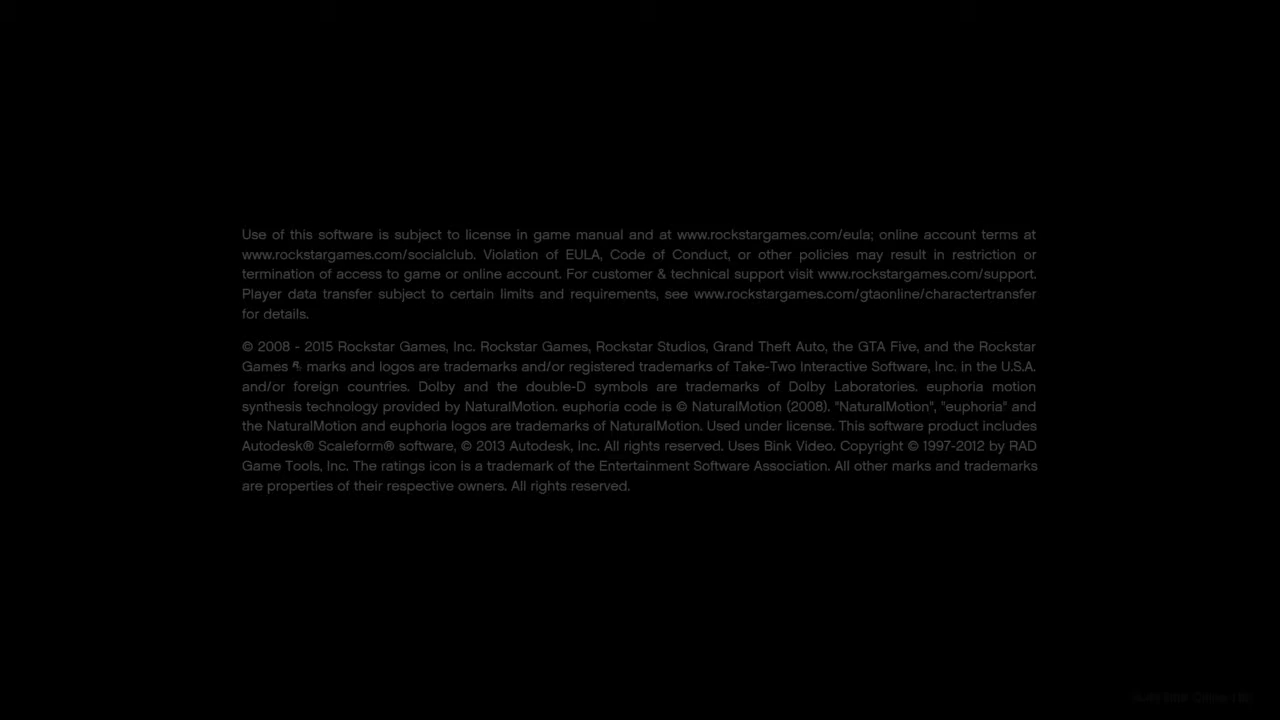 Use of this software is subject to license in game manual and at www.rockstargames.com/eula; online account terms at
www.rockstargames.com/socialclub. Violation of EULA, Code of Conduct, or other policies may result in restriction or
termination of access to game or online account. For customer & technical support visit www.rockstargames.com/support.
Player data transfer subject to certain limits and requirements, see www.rockstargames.com/gtaonline/charactertransfer
for details.
© 2008 - 2015 Rockstar Games, Inc. Rockstar Games, Rockstar Studios, Grand Theft Auto, the GTA Five, and the Rockstar
Games R* marks and logos are trademarks and/or registered trademarks of Take-Two Interactive Software, Inc. in the U.S.A.
and/or foreign countries. Dolby and the double-D symbols are trademarks of Dolby Laboratories. euphoria motion
synthesis technology provided by NaturalMotion. euphoria code is © NaturalMotion (2008). "NaturalMotion", "euphoria" and
the NaturalMotion and euphoria logos are trademarks of NaturalMotion. Used under license. This software product includes
Autodesk® Scaleform® software, © 2013 Autodesk, Inc. All rights reserved. Uses Bink Video. Copyright © 1997-2012 by RAD
Game Tools, Inc. The ratings icon is a trademark of the Entertainment Software Association. All other marks and trademarks
are properties of their respective owners. All rights reserved.